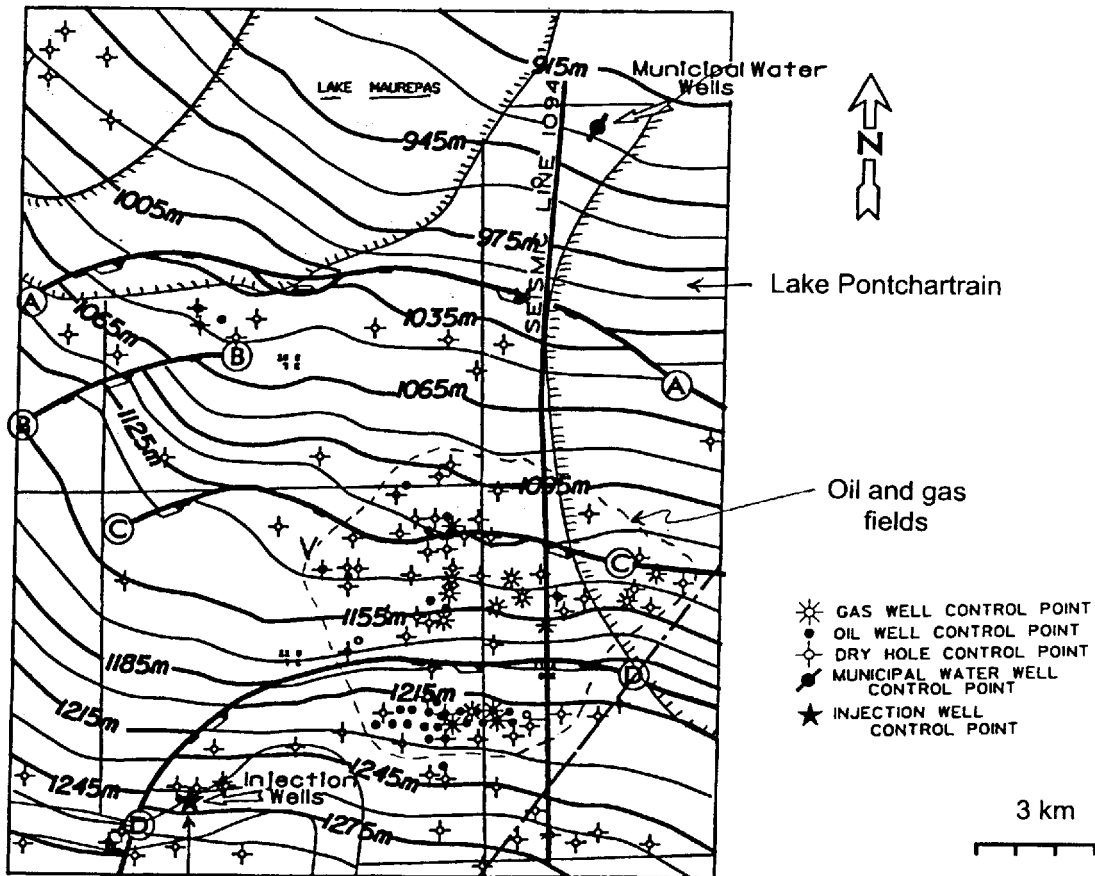 915m
Municipal Water
Wells
LAKE MAUREPAS
SEISMIC LINE 1094
945m
N
1005m
975m
Lake Pontchartrain
A
1035m
1065m
B
1065m
A
B
1125m
1095m
Oil and gas
fields
C
C
1155m
GAS WELL CONTROL POINT
OIL WELL CONTROL POINT
DRY HOLE CONTROL POINT
MUNICIPAL WATER WELL
CONTROL POINT
INJECTION WELL
CONTROL POINT
1185m
D
1215m
1215m
1245m
1245m
Injection
Wells
D
1275m
3 km